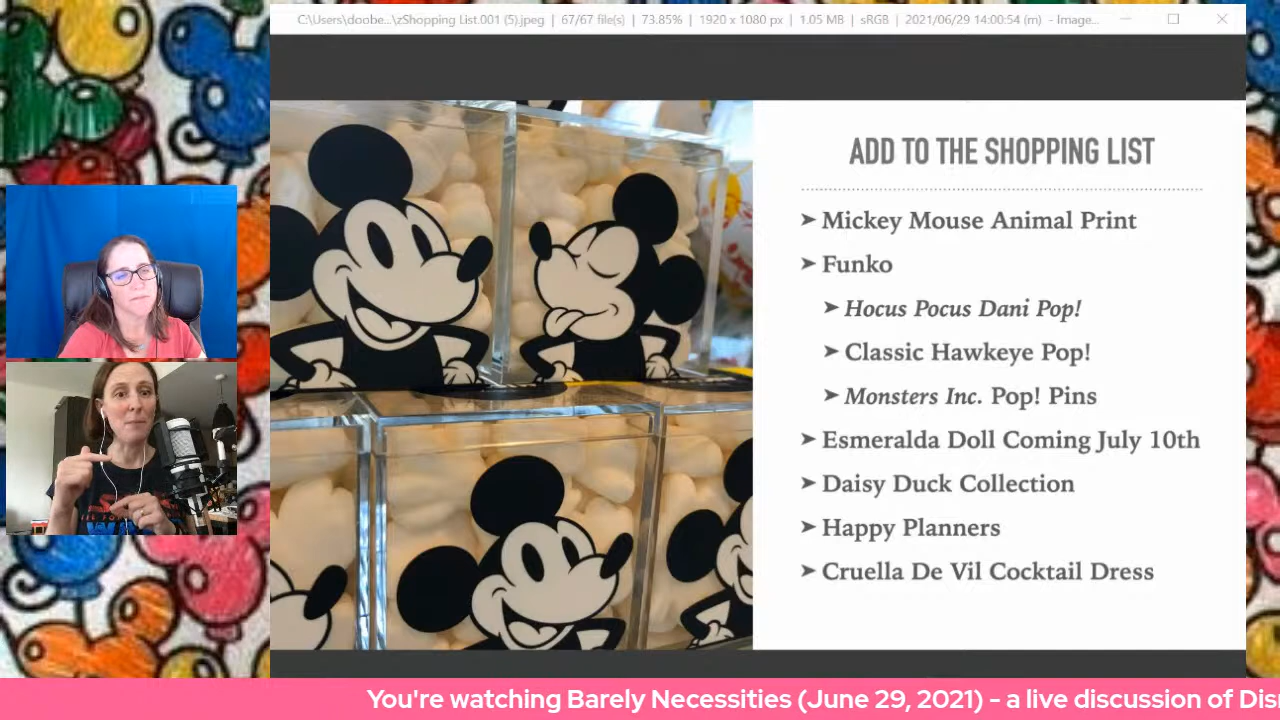 C:\Users\doobe...\zShopping List.001 (5).jpeg | 67/67 file(s) | 73.85% | 1920 x 1080 px | 1.05 MB | sRGB | 2021/06/29 14:00:54 (m) - Image...
ADD TO THE SHOPPING LIST
➤ Mickey Mouse Animal Print
➤ Funko
➤ Hocus Pocus Dani Pop!
➤ Classic Hawkeye Pop!
➤ Monsters Inc. Pop! Pins
➤ Esmeralda Doll Coming July 10th
➤ Daisy Duck Collection
➤ Happy Planners
➤ Cruella De Vil Cocktail Dress
You're watching Barely Necessities (June 29, 2021) - a live discussion of Dis